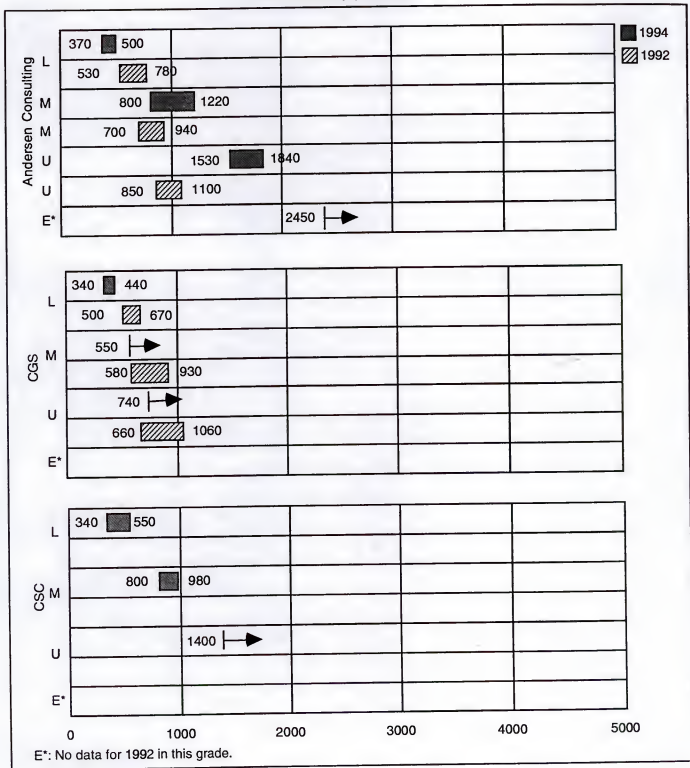 1994
1992
Andersen Consulting
370 500
L
530 780
M 800 1220
M 700 940
U 1530 1840
U 850 1100
E* 2450
CGS
340 440
L
500 670
550
M
580 930
740
U
660 1060
E*
CSC
340 550
L
800 980
M
1400
U
E*
0 1000 2000 3000 4000 5000
E*: No data for 1992 in this grade.